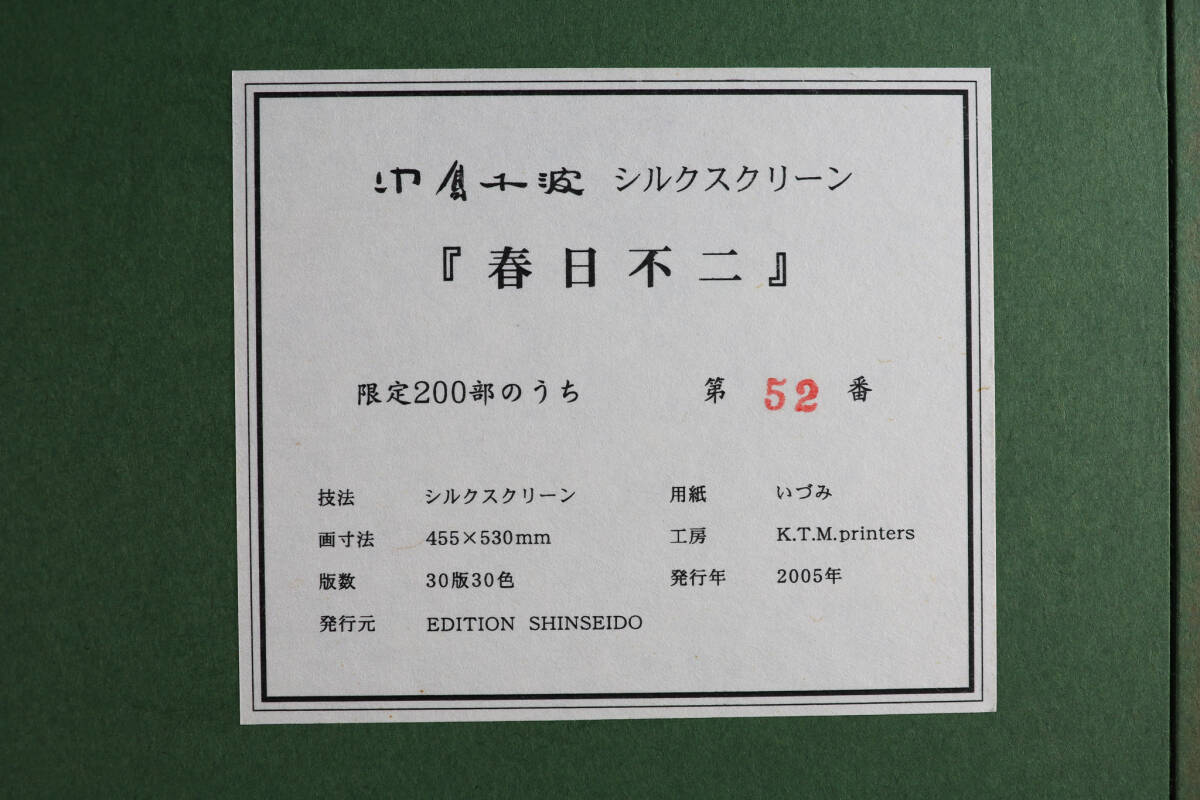 中島千波 シルクスクリーン
『春日不二』
限定200部のうち 第 52 番
技法 シルクスクリーン 用紙 いづみ
画寸法 455×530mm 工房 K.T.M.printers
版数 30版30色 発行年 2005年
発行元 EDITION SHINSEIDO